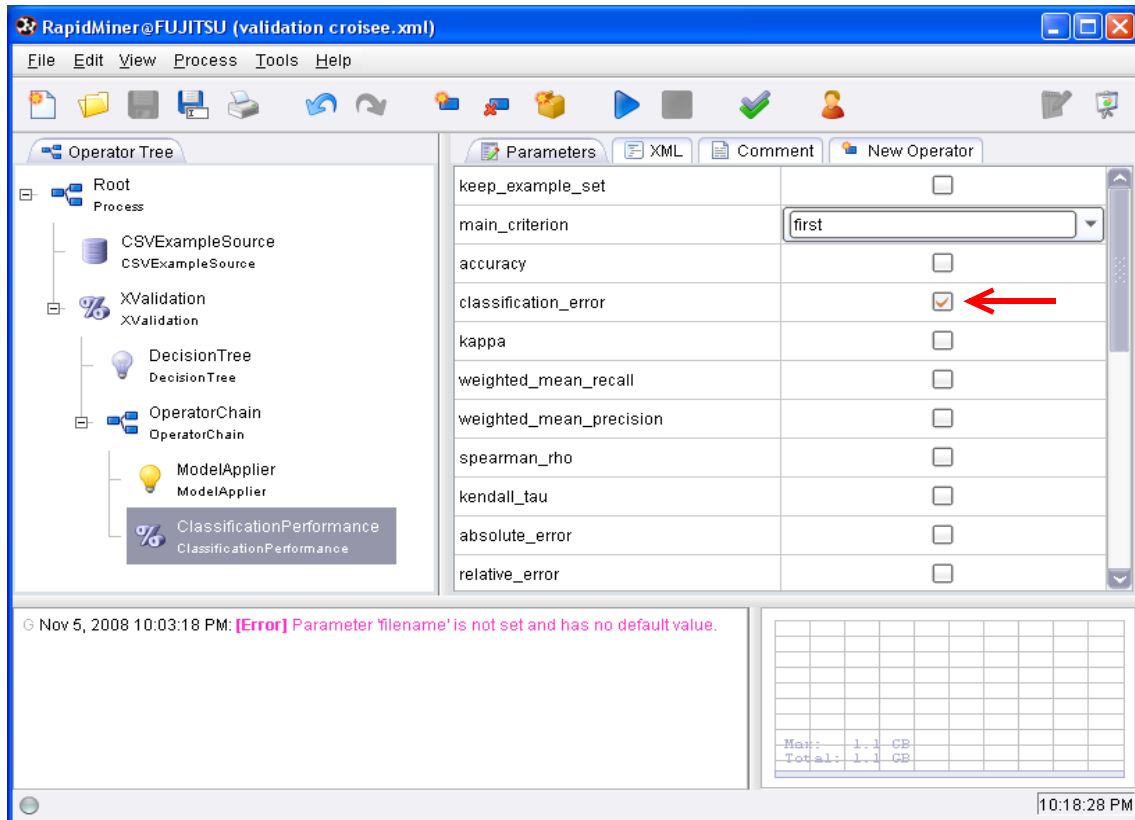 RapidMiner@FUJITSU (validation croisee.xml)
File Edit View Process Tools Help
Operator Tree
Root
Process
CSVExampleSource
CSVExampleSource
XValidation
XValidation
DecisionTree
DecisionTree
OperatorChain
OperatorChain
ModelApplier
ModelApplier
ClassificationPerformance
ClassificationPerformance
Parameters XML Comment New Operator
keep_example_set
main_criterion first
accuracy
classification_error
kappa
weighted_mean_recall
weighted_mean_precision
spearman_rho
kendall_tau
absolute_error
relative_error
G Nov 5, 2008 10:03:18 PM: [Error] Parameter 'filename' is not set and has no default value.
Max: 1.1 GB
Total: 1.1 GB
10:18:28 PM